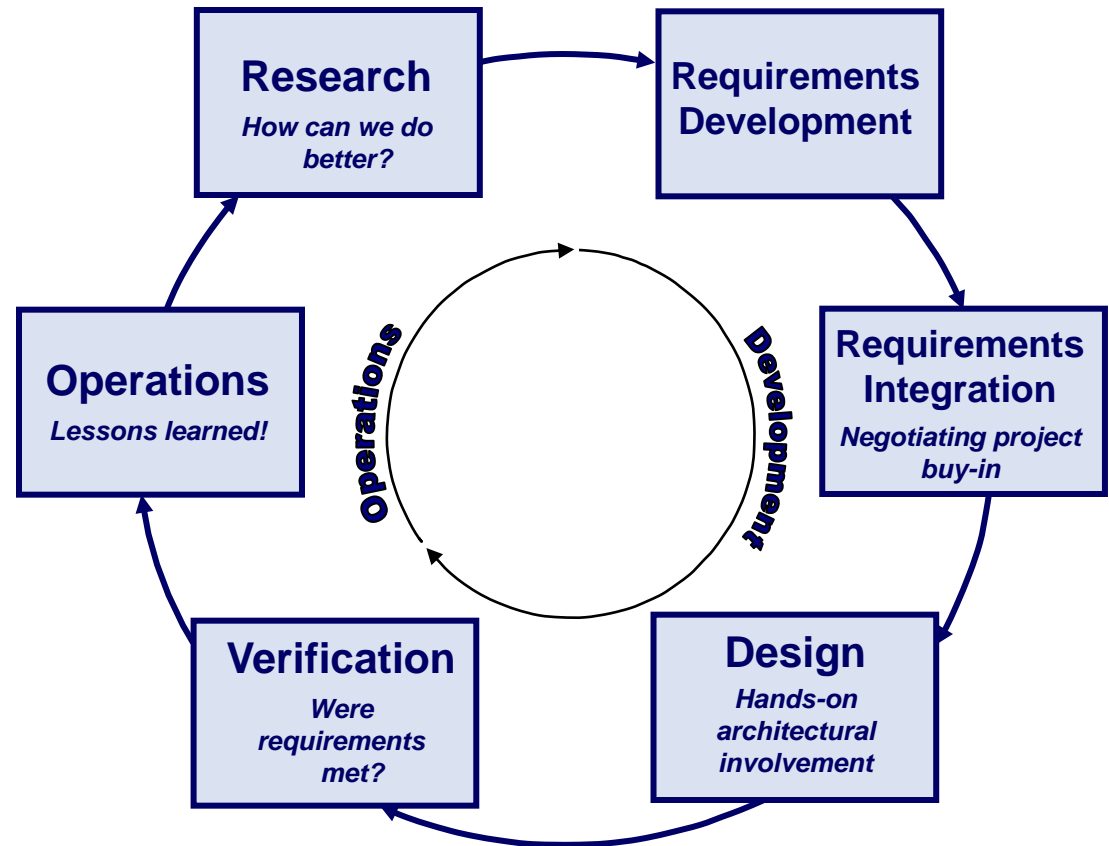 Research
How can we do
better?
Requirements
Development
Requirements
Integration
Negotiating project
buy-in
Design
Hands-on
architectural
involvement
Verification
Were
requirements
met?
Operations
Lessons learned!
Operations
Development